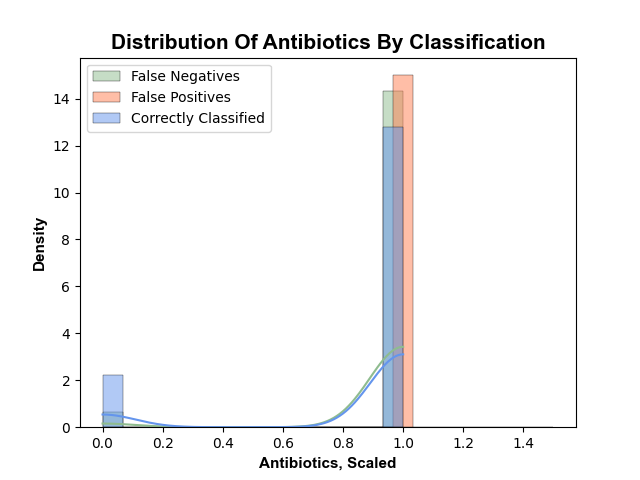 Distribution Of Antibiotics By Classification
False Negatives
False Positives
Correctly Classified
Density
14
12
10
8
6
4
2
0
0.0 0.2 0.4 0.6 0.8 1.0 1.2 1.4
Antibiotics, Scaled